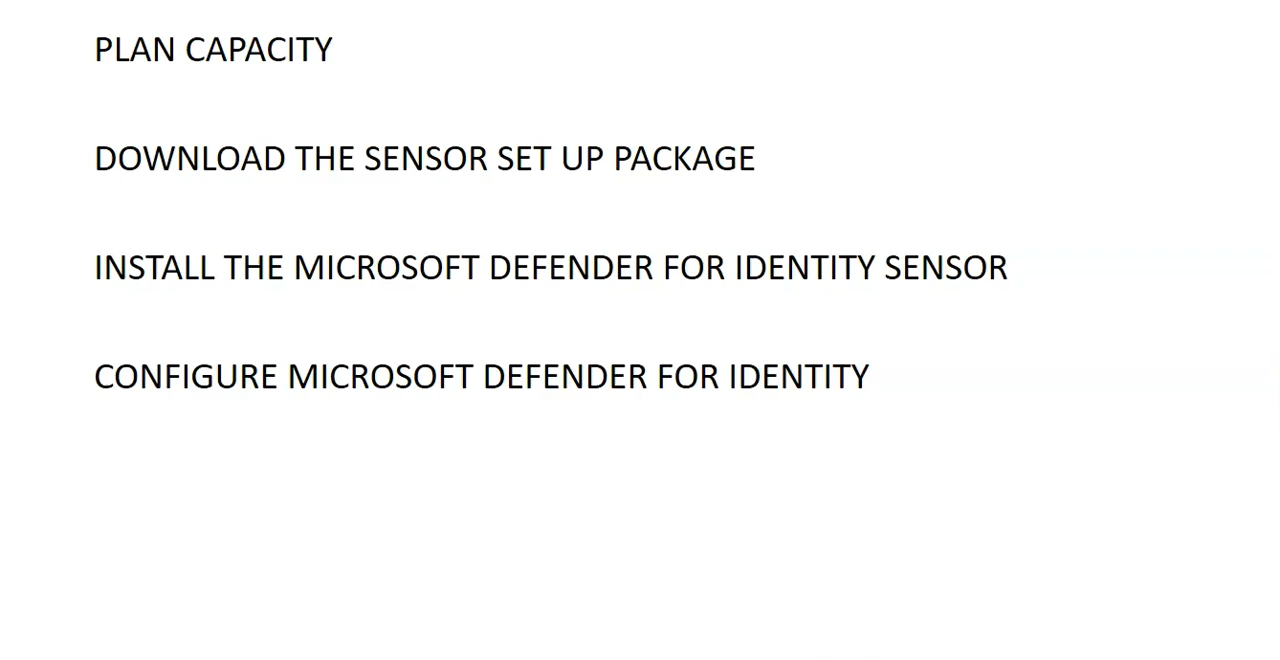 PLAN CAPACITY
DOWNLOAD THE SENSOR SET UP PACKAGE
INSTALL THE MICROSOFT DEFENDER FOR IDENTITY SENSOR
CONFIGURE MICROSOFT DEFENDER FOR IDENTITY